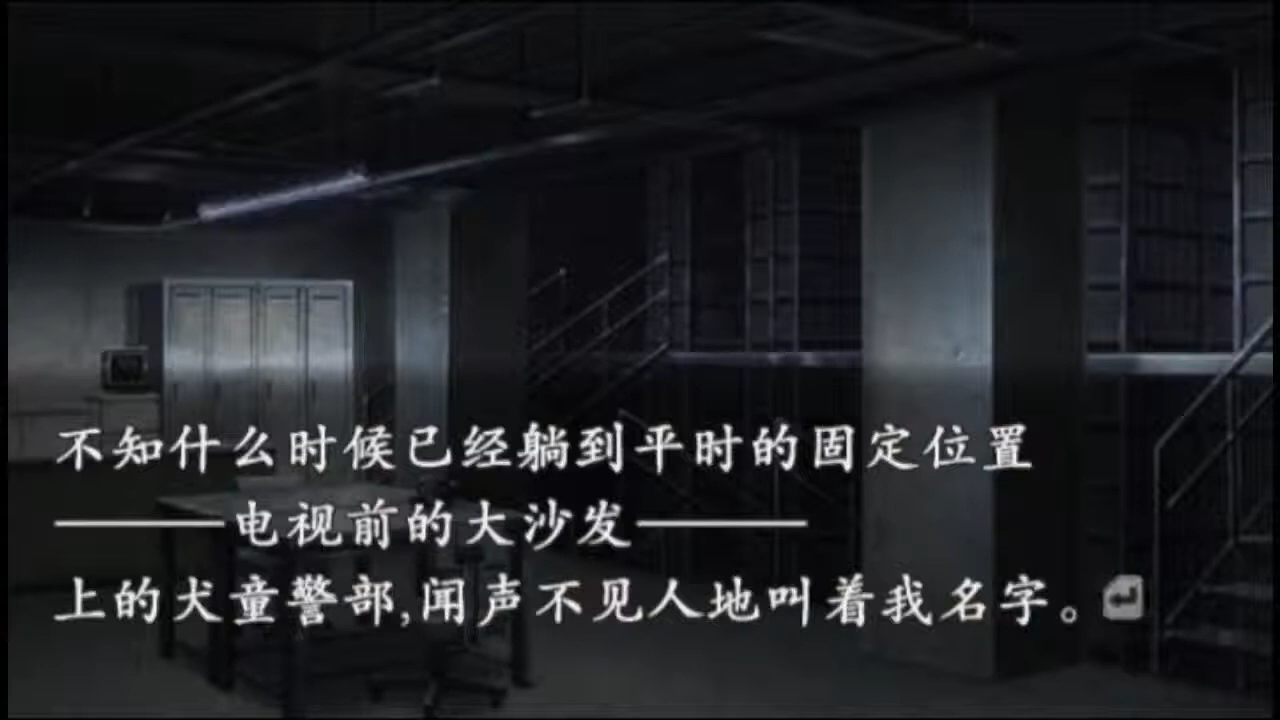 不知什么时候已经躺到平时的固定位置
———电视前的大沙发———
上的犬童警部,闻声不见人地叫着我名字。